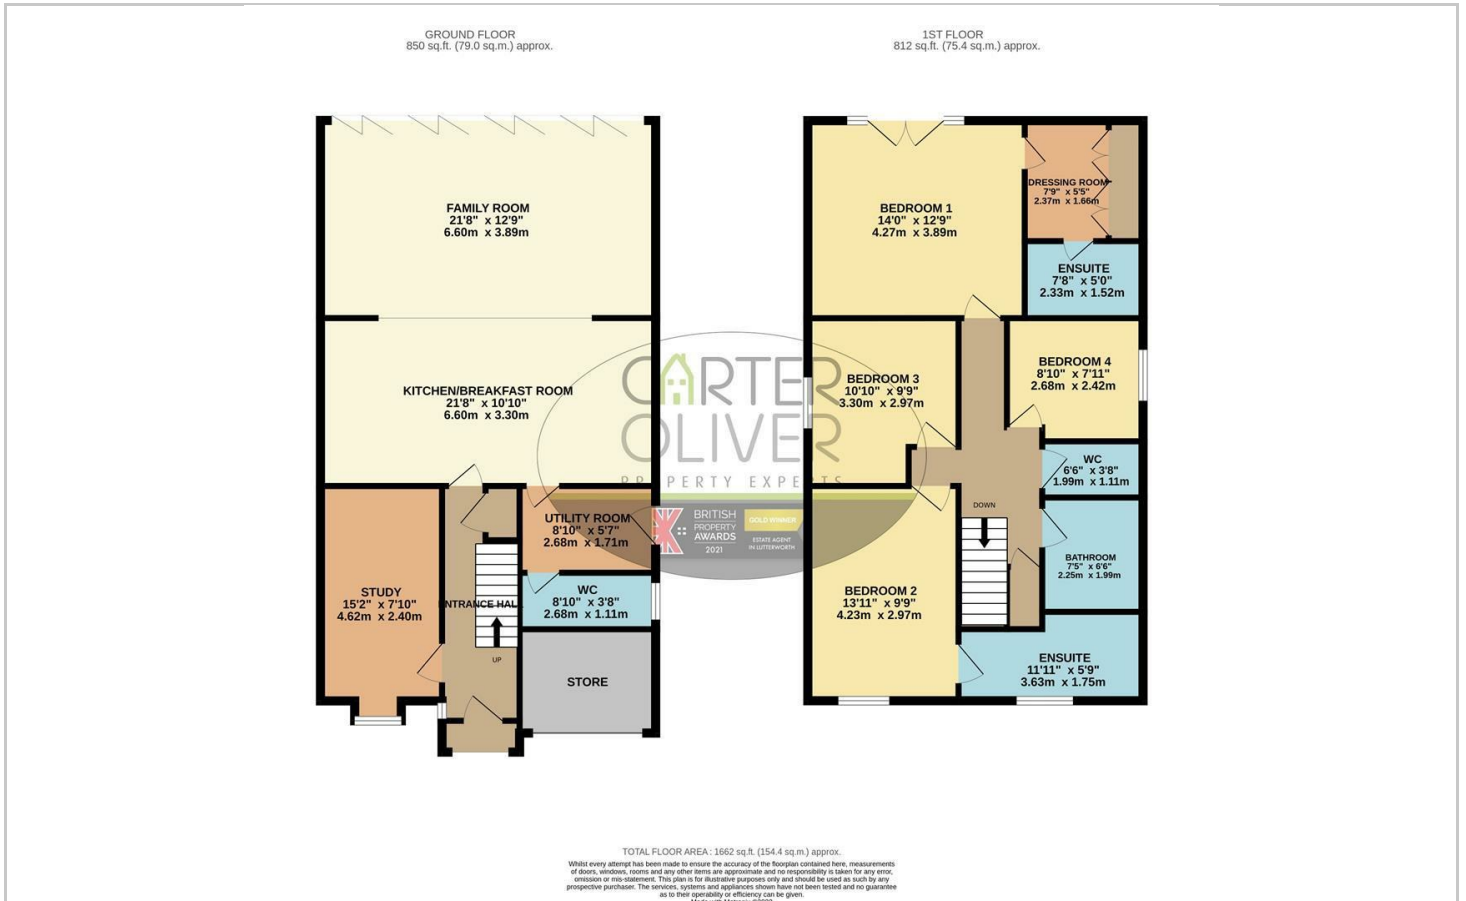 GROUND FLOOR
850 sq.ft. (79.0 sq.m.) approx.
1ST FLOOR
812 sq.ft. (75.4 sq.m.) approx.
FAMILY ROOM
21'8" x 12'9"
6.60m x 3.89m
KITCHEN/BREAKFAST ROOM
21'8" x 10'10"
6.60m x 3.30m
UTILITY ROOM
8'10" x 5'7"
2.68m x 1.71m
STUDY
15'2" x 7'10"
4.62m x 2.40m
ENTRANCE HALL
UP
WC
8'10" x 3'8"
2.68m x 1.11m
STORE
BEDROOM 1
14'0" x 12'9"
4.27m x 3.89m
DRESSING ROOM
7'9" x 5'5"
2.37m x 1.66m
ENSUITE
7'8" x 5'0"
2.33m x 1.52m
BEDROOM 3
10'10" x 9'9"
3.30m x 2.97m
BEDROOM 4
8'10" x 7'11"
2.68m x 2.42m
WC
6'6" x 3'8"
1.99m x 1.11m
DOWN
BATHROOM
7'5" x 6'6"
2.25m x 1.99m
BEDROOM 2
13'11" x 9'9"
4.23m x 2.97m
ENSUITE
11'11" x 5'9"
3.63m x 1.75m
CARTER
OLIVER
PROPERTY EXPERTS
BRITISH
PROPERTY
AWARDS
2021
GOLD WINNER
ESTATE AGENT
IN LUTTERWORTH
TOTAL FLOOR AREA : 1662 sq.ft. (154.4 sq.m.) approx.
Whilst every attempt has been made to ensure the accuracy of the floorplan contained here, measurements
of doors, windows, rooms and any other items are approximate and no responsibility is taken for any error,
omission or mis-statement. This plan is for illustrative purposes only and should be used as such by any
prospective purchaser. The services, systems and appliances shown have not been tested and no guarantee
as to their operability or efficiency can be given.
Made with Metropix